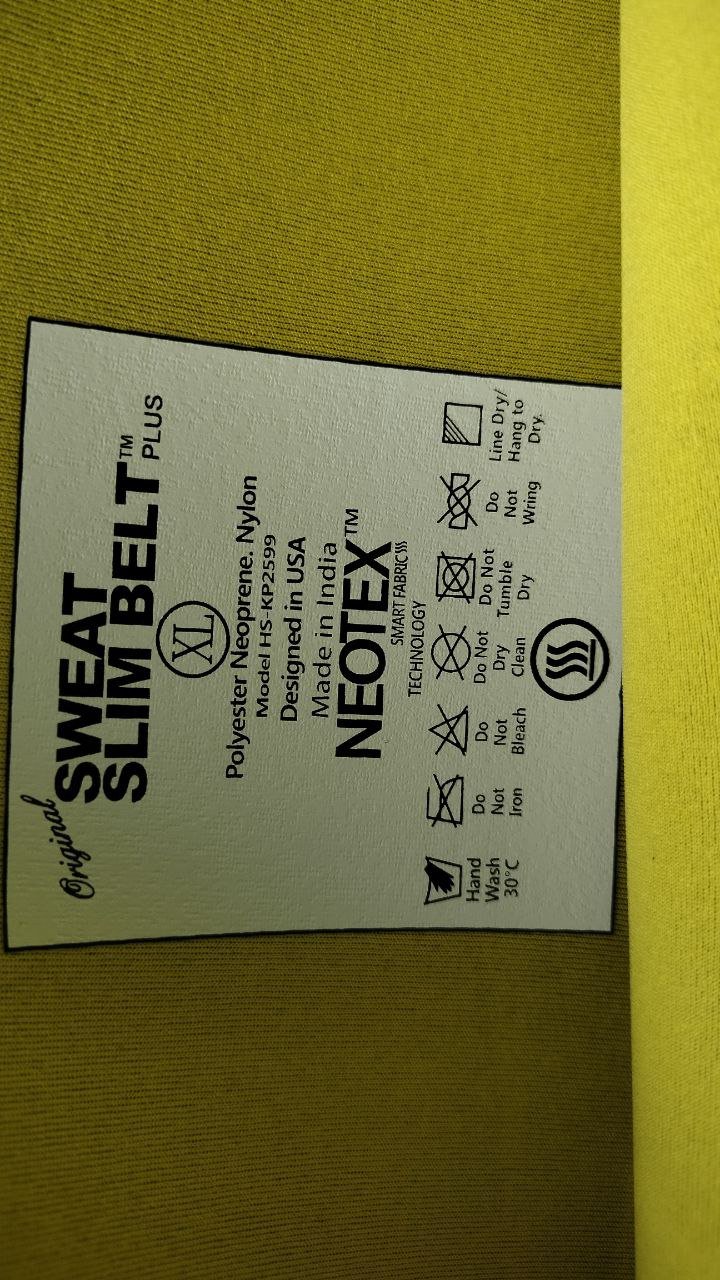 Original
SWEAT
SLIM BELT™ PLUS
XL
Polyester Neoprene. Nylon
Model HS-KP2599
Designed in USA
Made in India
NEOTEX™
SMART FABRIC
TECHNOLOGY
Hand
Wash
30°C
Do
Not
Iron
Do
Not
Bleach
Do Not
Dry
Clean
Do Not
Tumble
Dry
Do
Not
Wring
Line Dry/
Hang to
Dry.